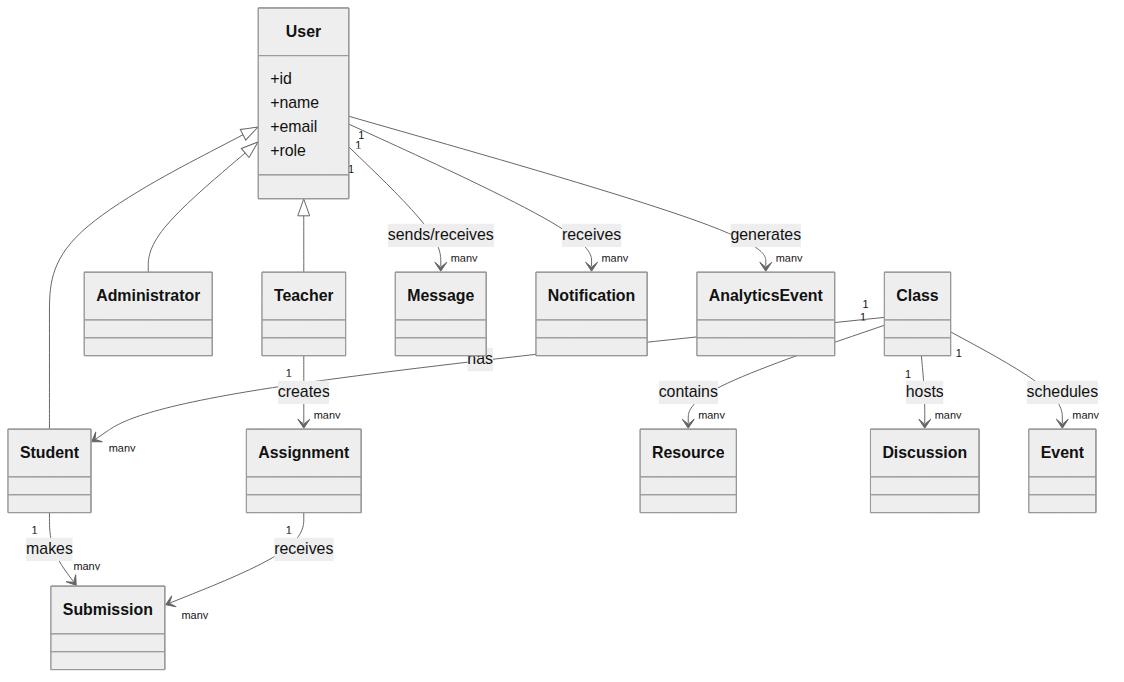 User
+id
+name
+email
+role
1
1
1
sends/receives
receives
generates
manv
manv
manv
Administrator
Teacher
Message
Notification
AnalyticsEvent
Class
1
1
has
1
creates
contains
1
hosts
1
schedules
manv
manv
manv
manv
manv
Student
Assignment
Resource
Discussion
Event
1
makes
1
receives
manv
manv
Submission